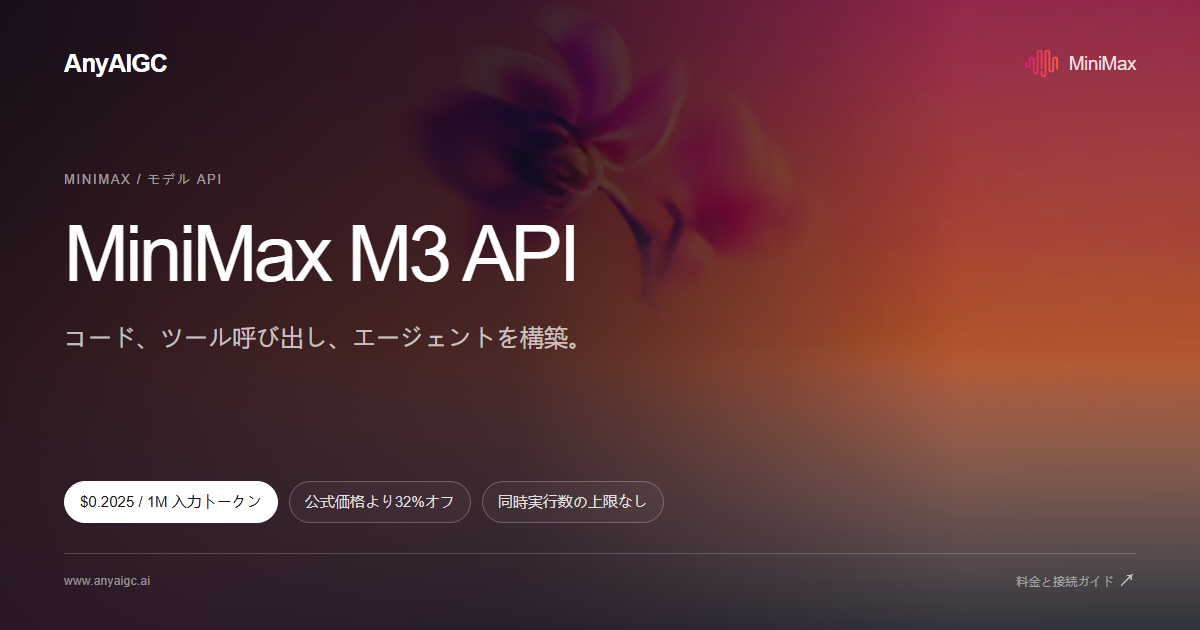 AnyAIGC
MiniMax
MINIMAX / モデル API
MiniMax M3 API
コード、ツール呼び出し、エージェントを構築。
$0.2025 / 1M 入力トークン
公式価格より32%オフ
同時実行数の上限なし
www.anyaigc.ai
料金と接続ガイド ↗